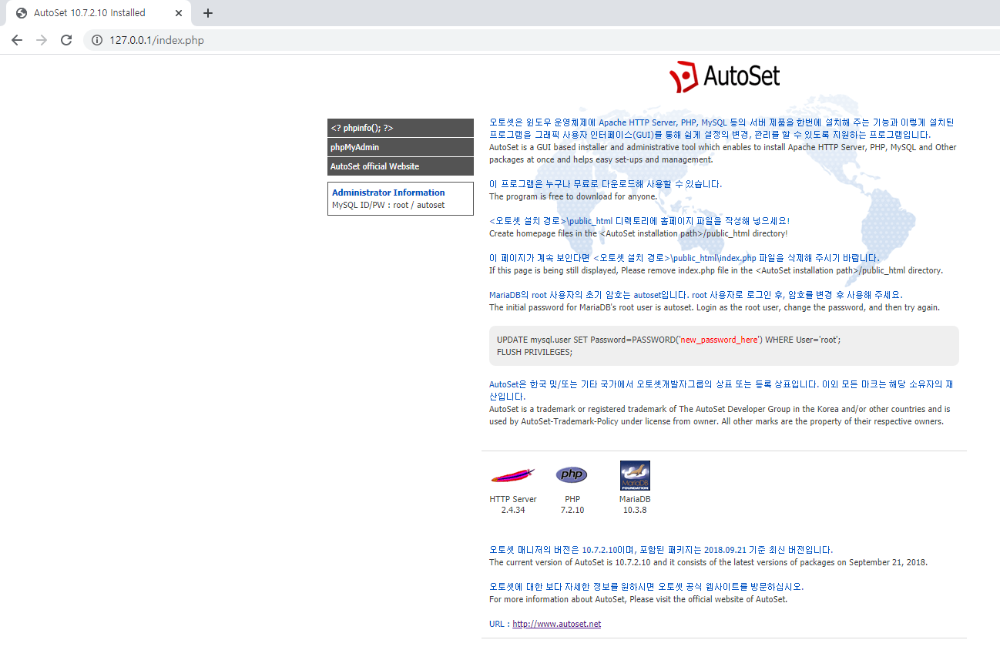 AutoSet 10.7.2.10 Installed
127.0.0.1/index.php
AutoSet
<? phpinfo(); ?>
phpMyAdmin
AutoSet official Website
Administrator Information
MySQL ID/PW : root / autoset
오토셋은 윈도우 운영체제에 Apache HTTP Server, PHP, MySQL 등의 서버 제품을 한번에 설치해 주는 기능과 이렇게 설치된
프로그램을 그래픽 사용자 인터페이스(GUI)를 통해 쉽게 설정의 변경, 관리를 할 수 있도록 지원하는 프로그램입니다.
AutoSet is a GUI based installer and administrative tool which enables to install Apache HTTP Server, PHP, MySQL and Other
packages at once and helps easy set-ups and management.
이 프로그램은 누구나 무료로 다운로드해 사용할 수 있습니다.
The program is free to download for anyone.
<오토셋 설치 경로>\public_html 디렉토리에 홈페이지 파일을 작성해 넣으세요!
Create homepage files in the <AutoSet installation path>/public_html directory!
이 페이지가 계속 보인다면 <오토셋 설치 경로>\public_html\index.php 파일을 삭제해 주시기 바랍니다.
If this page is being still displayed, Please remove index.php file in the <AutoSet installation path>/public_html directory.
MariaDB의 root 사용자의 초기 암호는 autoset입니다. root 사용자로 로그인 후, 암호를 변경 후 사용해 주세요.
The initial password for MariaDB's root user is autoset. Login as the root user, change the password, and then try again.
UPDATE mysql.user SET Password=PASSWORD('new_password_here') WHERE User='root';
FLUSH PRIVILEGES;
AutoSet은 한국 및/또는 기타 국가에서 오토셋개발자그룹의 상표 또는 등록 상표입니다. 이외 모든 마크는 해당 소유자의 재
산입니다.
AutoSet is a trademark or registered trademark of The AutoSet Developer Group in the Korea and/or other countries and is
used by AutoSet-Trademark-Policy under license from owner. All other marks are the property of their respective owners.
php
MariaDB
FOUNDATION
HTTP Server
2.4.34
PHP
7.2.10
MariaDB
10.3.8
오토셋 매니저의 버전은 10.7.2.10이며, 포함된 패키지는 2018.09.21 기준 최신 버전입니다.
The current version of AutoSet is 10.7.2.10 and it consists of the latest versions of packages on September 21, 2018.
오토셋에 대한 보다 자세한 정보를 원하시면 오토셋 공식 웹사이트를 방문하십시오.
For more information about AutoSet, Please visit the official website of AutoSet.
URL : http://www.autoset.net